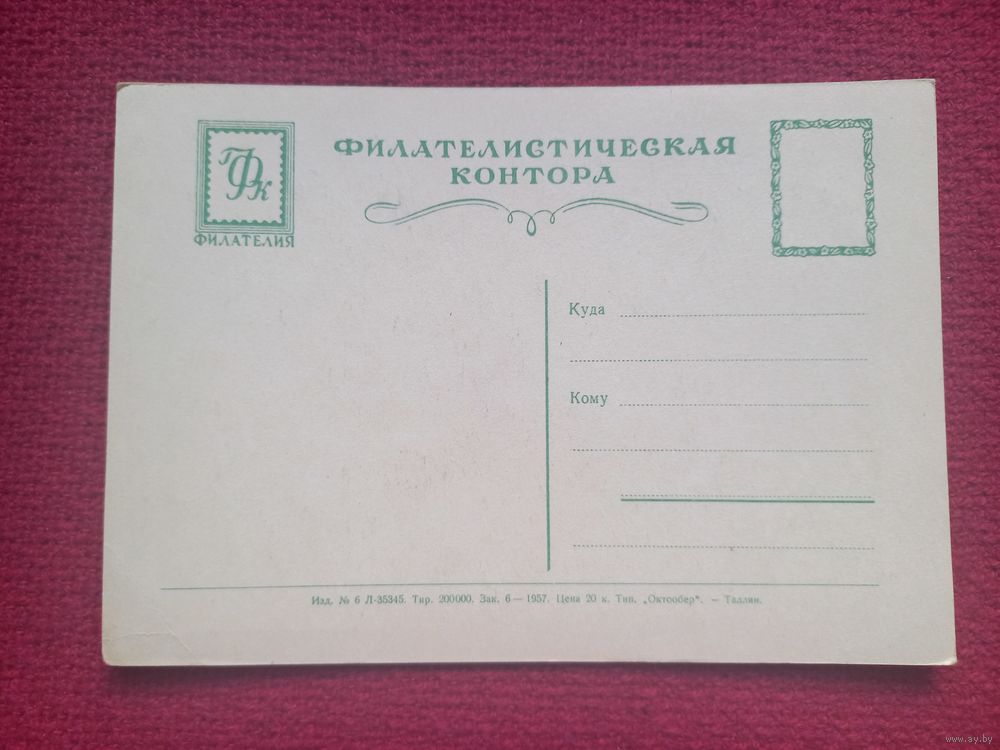 ГФК
ФИЛАТЕЛИЯ
ФИЛАТЕЛИСТИЧЕСКАЯ
КОНТОРА
Куда
Кому
Изд. № 6 Л-35345. Тир. 200000. Зак. 6 — 1957. Цена 20 к. Тип. „Октообер“. — Таллин.
www.ay.by